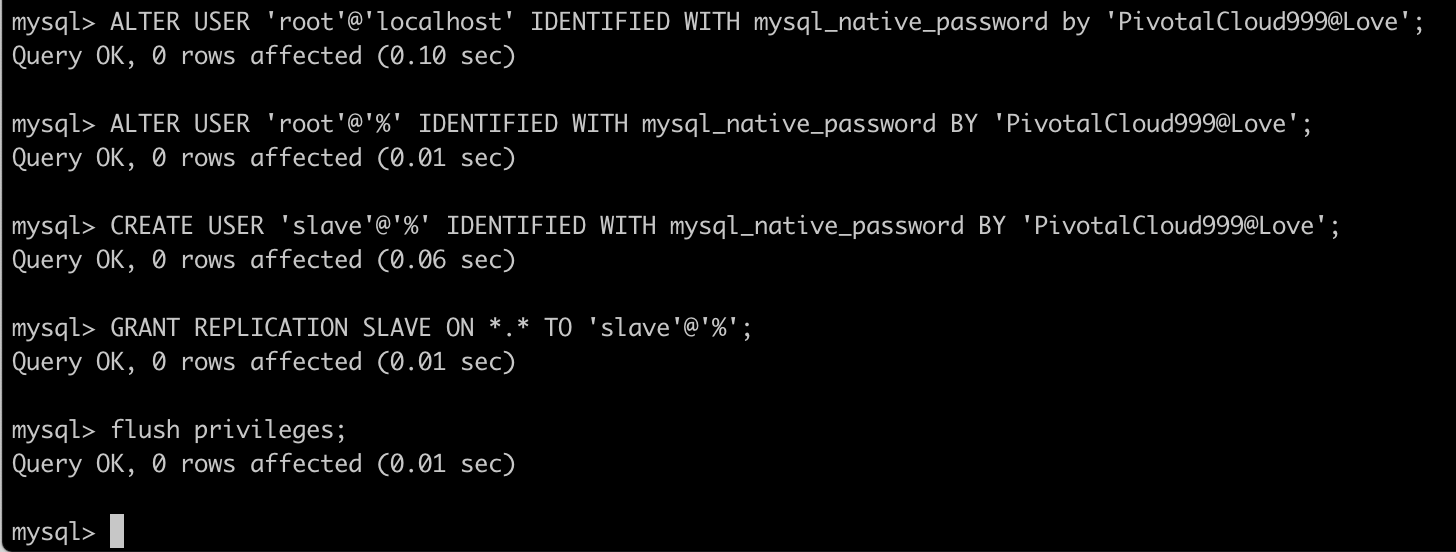 mysql> ALTER USER 'root'@'localhost' IDENTIFIED WITH mysql_native_password by 'PivotalCloud999@Love';
Query OK, 0 rows affected (0.10 sec)
mysql> ALTER USER 'root'@'%' IDENTIFIED WITH mysql_native_password BY 'PivotalCloud999@Love';
Query OK, 0 rows affected (0.01 sec)
mysql> CREATE USER 'slave'@'%' IDENTIFIED WITH mysql_native_password BY 'PivotalCloud999@Love';
Query OK, 0 rows affected (0.06 sec)
mysql> GRANT REPLICATION SLAVE ON *.* TO 'slave'@'%';
Query OK, 0 rows affected (0.01 sec)
mysql> flush privileges;
Query OK, 0 rows affected (0.01 sec)
mysql>